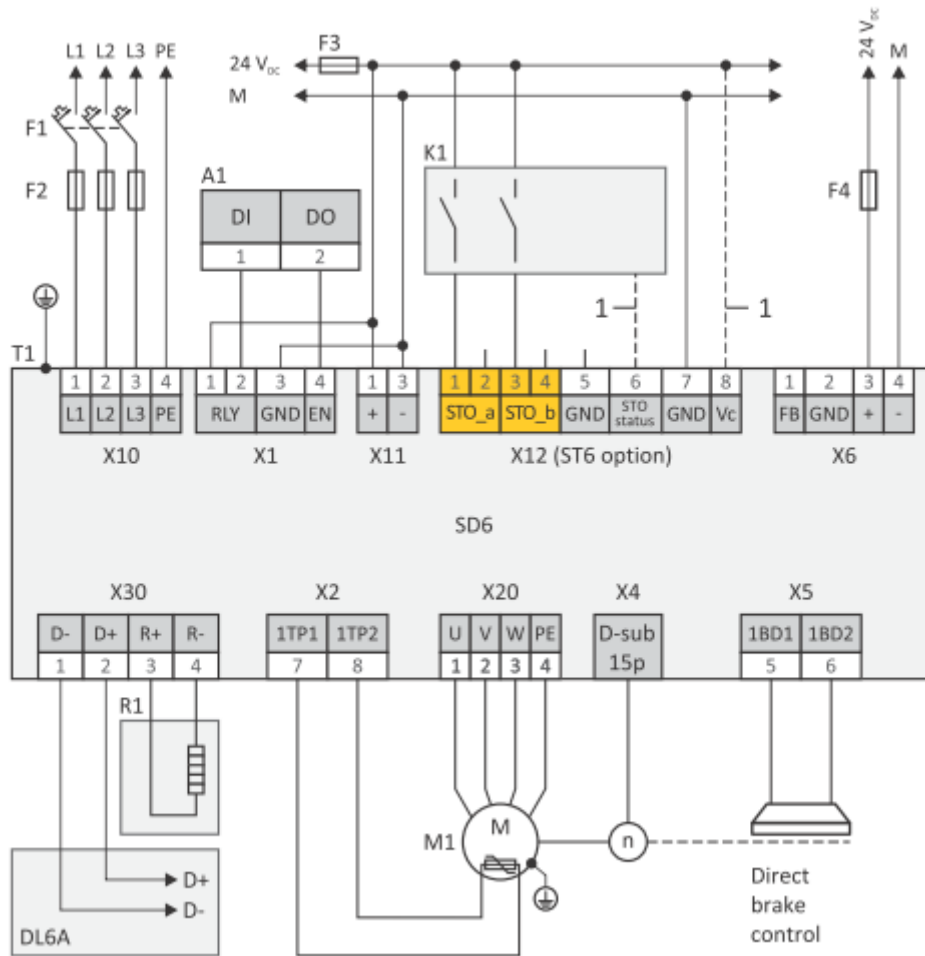 L1 L2 L3 PE
24 V_DC
F3
M
24 V_DC M
F1
F2
A1
DI DO
1 2
K1
F4
1 1
T1
1 2 3 4
L1 L2 L3 PE
X10
1 2 3 4
RLY GND EN
X1
1 3
+ -
X11
1 2 3 4 5 6 7 8
STO_a STO_b GND STO status GND Vc
X12 (ST6 option)
1 2 3 4
FB GND + -
X6
SD6
X30
D- D+ R+ R-
1 2 3 4
X2
1TP1 1TP2
7 8
X20
U V W PE
1 2 3 4
X4
D-sub
15p
X5
1BD1 1BD2
5 6
R1
M1
M
n
D+
D-
DL6A
Direct
brake
control